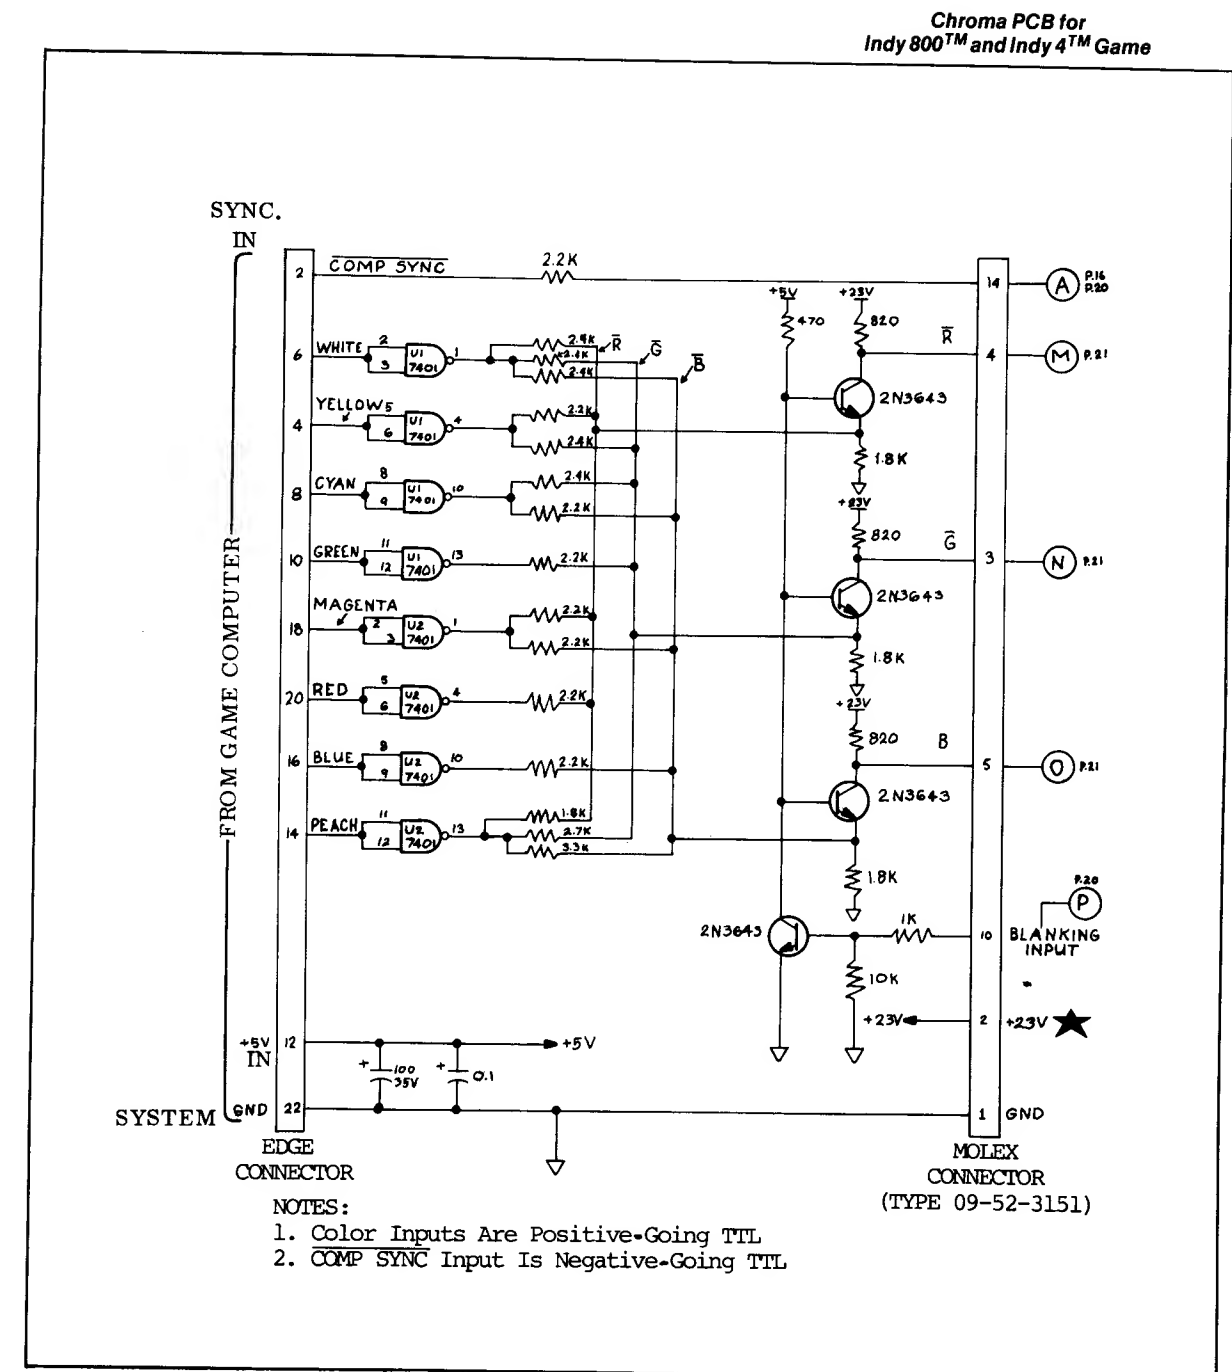 Chroma PCB for
Indy 800™ and Indy 4™ Game
SYNC.
IN
FROM GAME COMPUTER
2
COMP SYNC
2.2K
14
A
P.16
P.20
+5V
+23V
470
820
R
6
WHITE
2
3
U1
7401
1
2.4K
2.4K
2.4K
R
G
B
4
M
P.21
2N3643
4
YELLOW
5
6
U1
7401
4
2.2K
2.4K
1.8K
8
CYAN
8
9
U1
7401
10
2.4K
2.2K
+23V
820
G
10
GREEN
11
12
U1
7401
13
2.2K
3
N
P.21
2N3643
18
MAGENTA
2
3
U2
7401
1
2.2K
2.2K
1.8K
20
RED
5
6
U2
7401
4
2.2K
+23V
820
B
16
BLUE
8
9
U2
7401
10
2.2K
5
O
P.21
2N3643
14
PEACH
11
12
U2
7401
13
1.8K
2.7K
3.3K
1.8K
P.20
P
2N3643
1K
10
BLANKING
INPUT
10K
+23V
2
+23V
+5V
IN
12
+5V
+
100
35V
+
0.1
SYSTEM
GND
22
1
GND
EDGE
CONNECTOR
MOLEX
CONNECTOR
(TYPE 09-52-3151)
NOTES:
1. Color Inputs Are Positive-Going TTL
2. COMP SYNC Input Is Negative-Going TTL